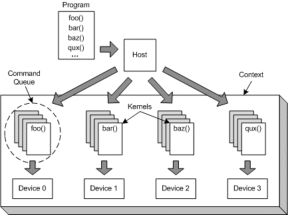 Program
foo()
bar()
baz()
qux()
...
Host
Command
Queue
Context
Kernels
foo()
bar()
baz()
qux()
Device 0
Device 1
Device 2
Device 3